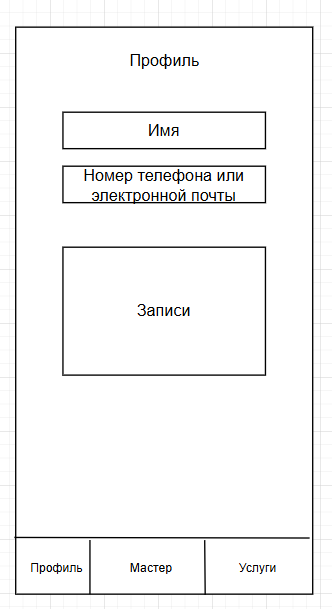 Профиль
Имя
Номер телефона или
электронной почты
Записи
Профиль
Мастер
Услуги